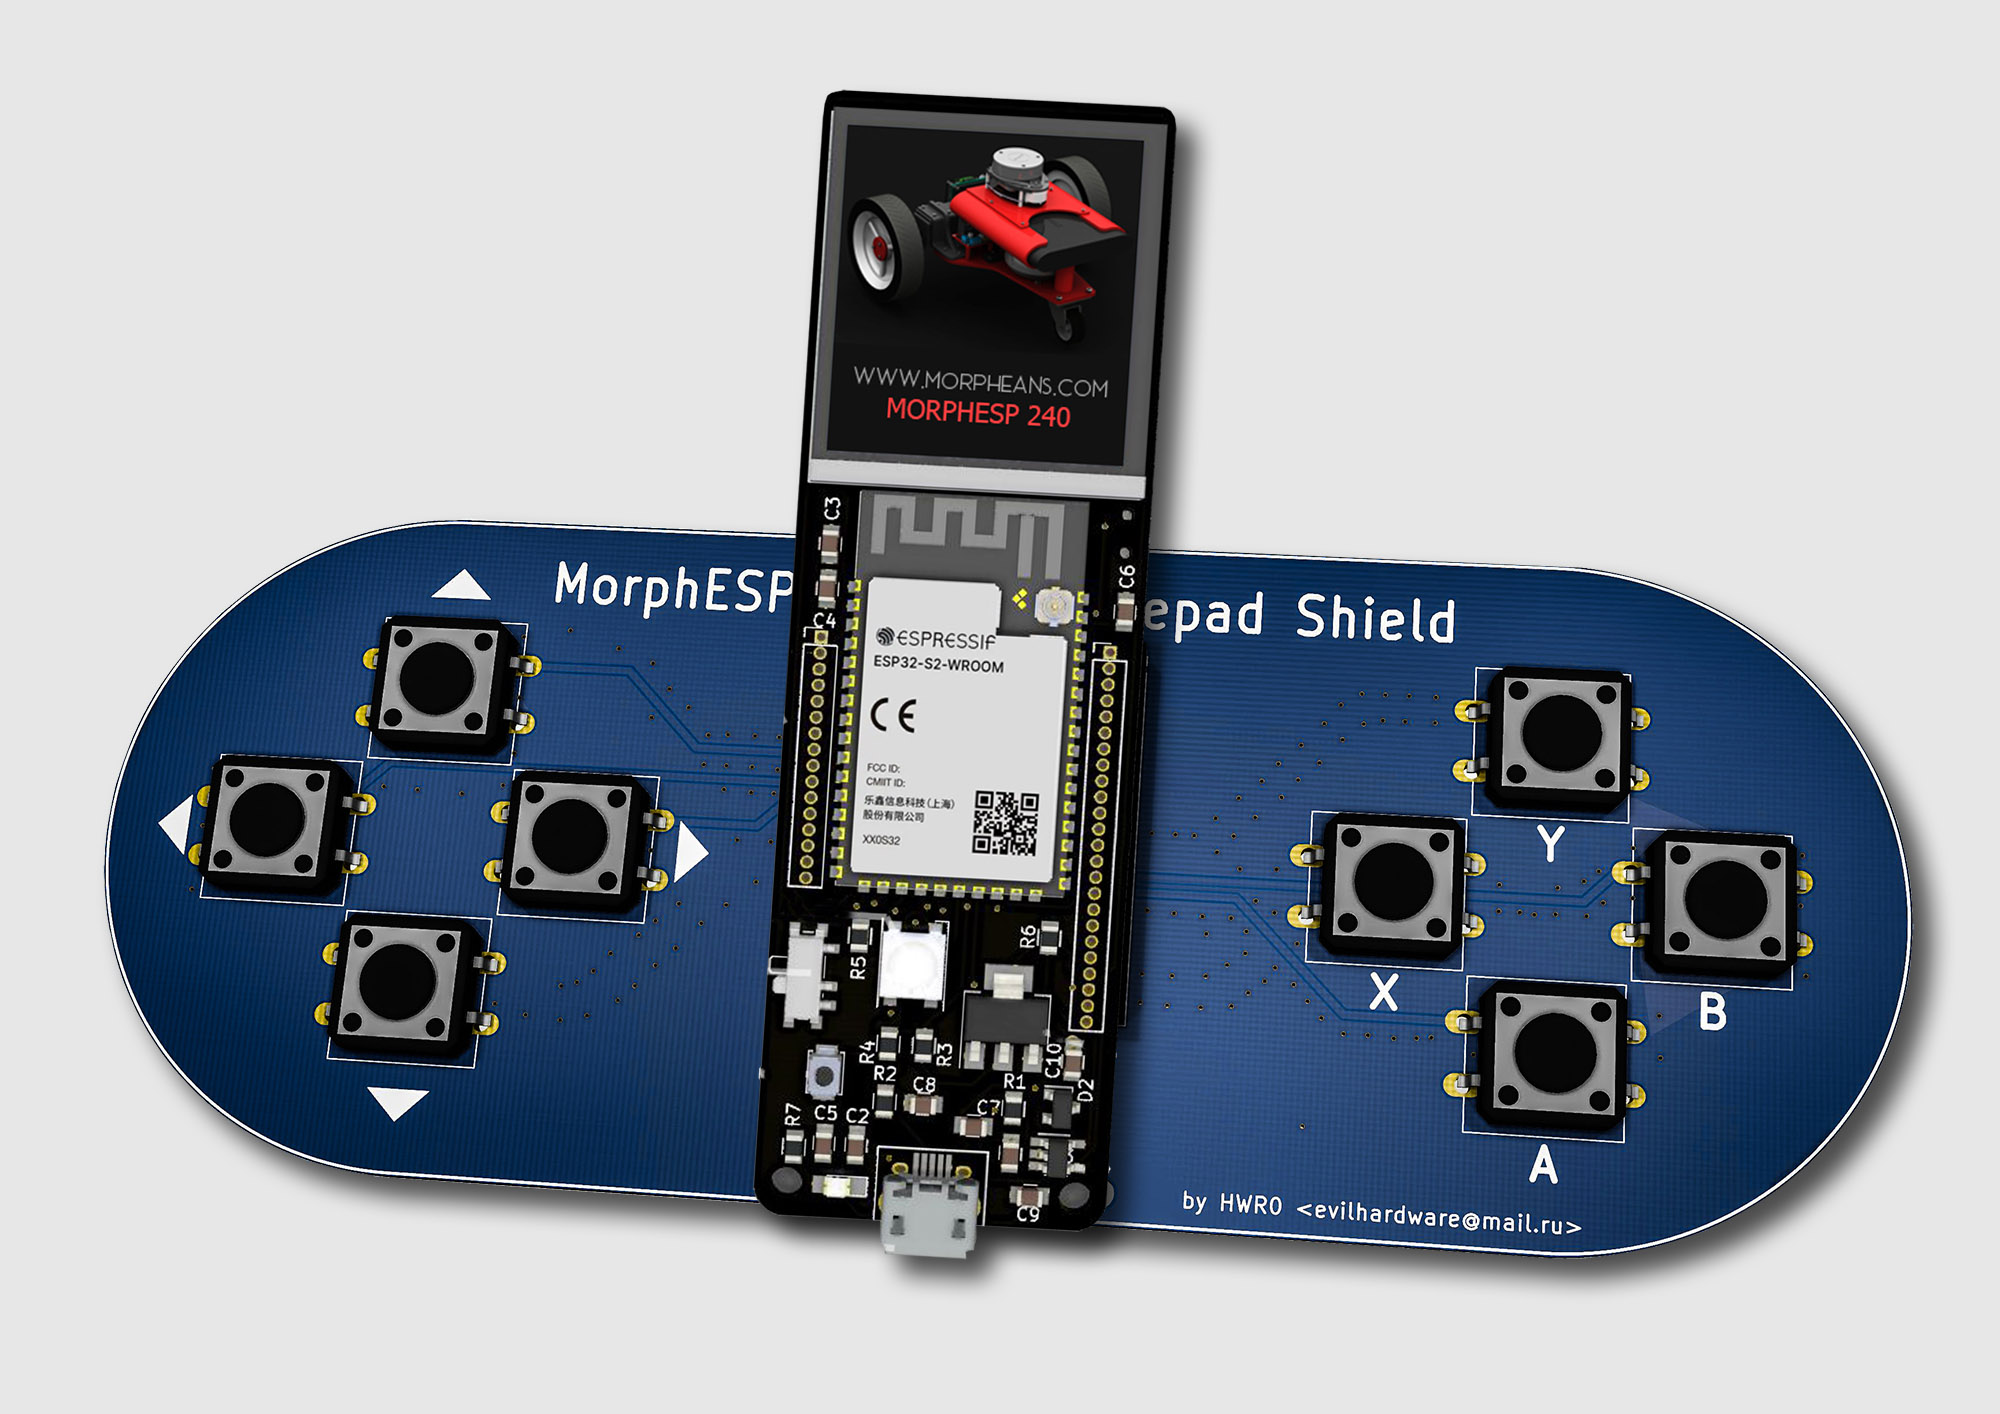 WWW.MORPHEANS.COM
MORPHESP 240
C3
C6
C4
MorphESP
epad Shield
ESPRESSIF
ESP32-S2-WROOM
CE
FCC ID:
CMIIT ID:
乐鑫信息科技(上海)
股份有限公司
XX0S32
Y
X
B
A
R5
R6
R4
R3
C10
R2
C8
R1
D2
R7
C5
C2
C7
C9
by HWR0 <evilhardware@mail.ru>